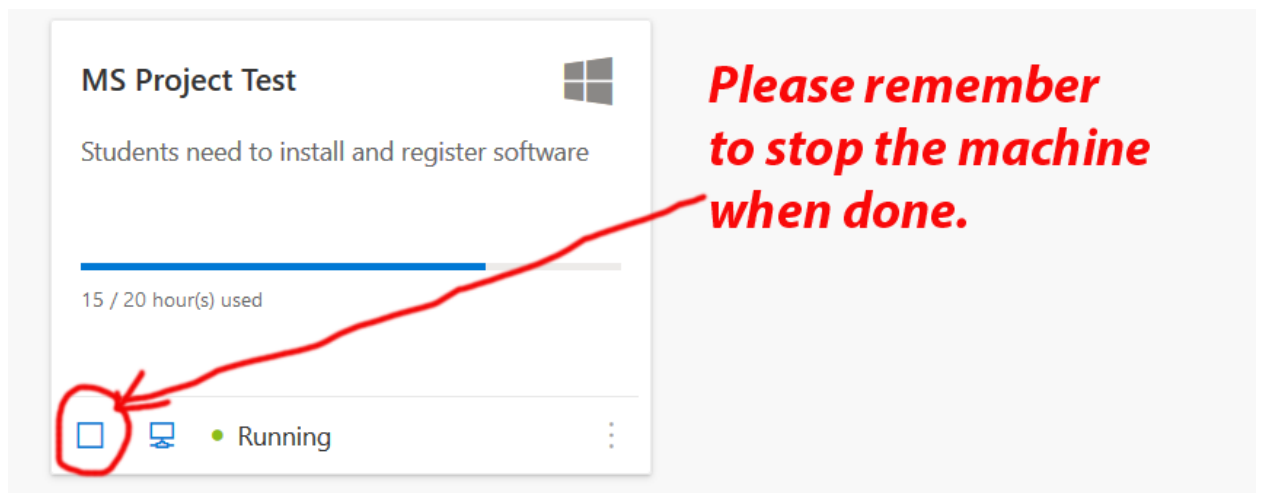 MS Project Test
Students need to install and register software
15 / 20 hour(s) used
Running
Please remember
to stop the machine
when done.